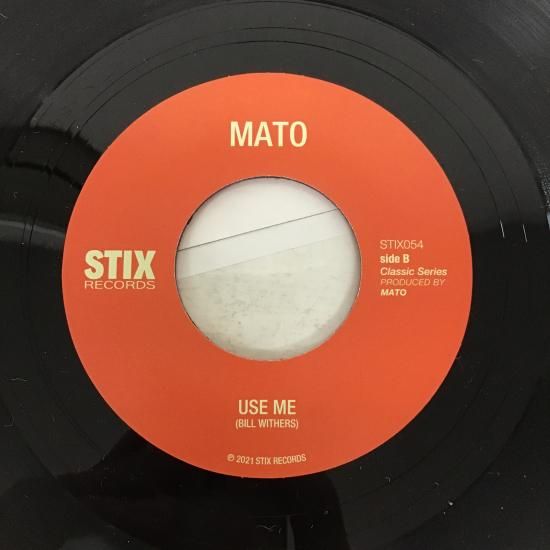 MATO
STIX
RECORDS
STIX054
side B
Classic Series
PRODUCED BY
MATO
USE ME
(BILL WITHERS)
℗ 2021 STIX RECORDS